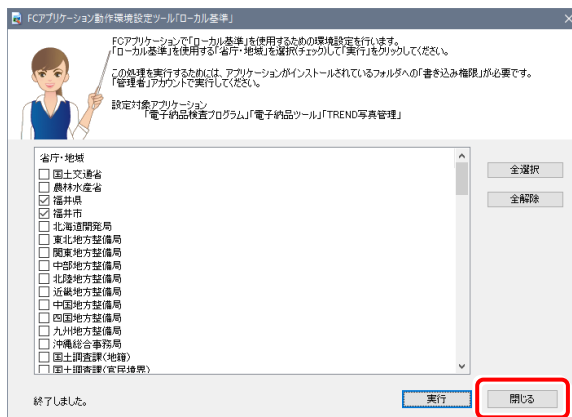 FCアプリケーション動作環境設定ツール「ローカル基準」
FCアプリケーションで「ローカル基準」を使用するための環境設定を行います。
「ローカル基準」を使用する「省庁・地域」を選択(チェック)して「実行」をクリックしてください。
この処理を実行するためには、アプリケーションがインストールされているフォルダへの「書き込み権限」が必要です。
「管理者」アカウントで実行してください。
設定対象アプリケーション
「電子納品検査プログラム」「電子納品ツール」「TREND写真管理」
省庁・地域
国土交通省
農林水産省
福井県
福井市
北海道開発局
東北地方整備局
関東地方整備局
中部地方整備局
北陸地方整備局
近畿地方整備局
中国地方整備局
四国地方整備局
九州地方整備局
沖縄総合事務局
国土調査課(地籍)
国土調査課(官民境界)
全選択
全解除
終了しました。
実行
閉じる